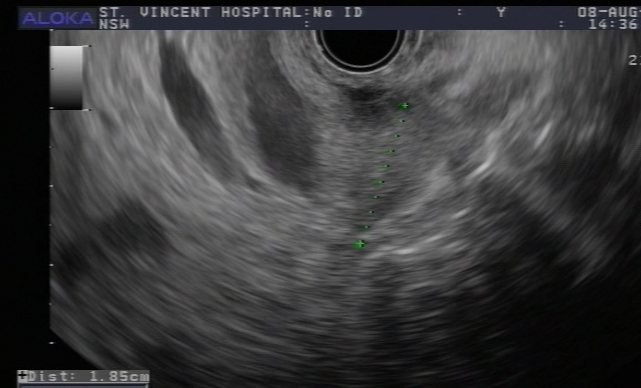 ALOKA ST. VINCENT HOSPITAL:No ID : Y 08-AUG
NSW : : 14:36
2
+Dist: 1.85cm